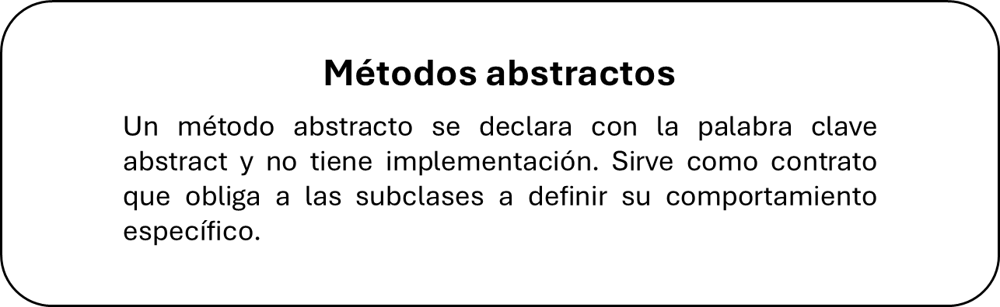 Métodos abstractos
Un método abstracto se declara con la palabra clave
abstract y no tiene implementación. Sirve como contrato
que obliga a las subclases a definir su comportamiento
específico.